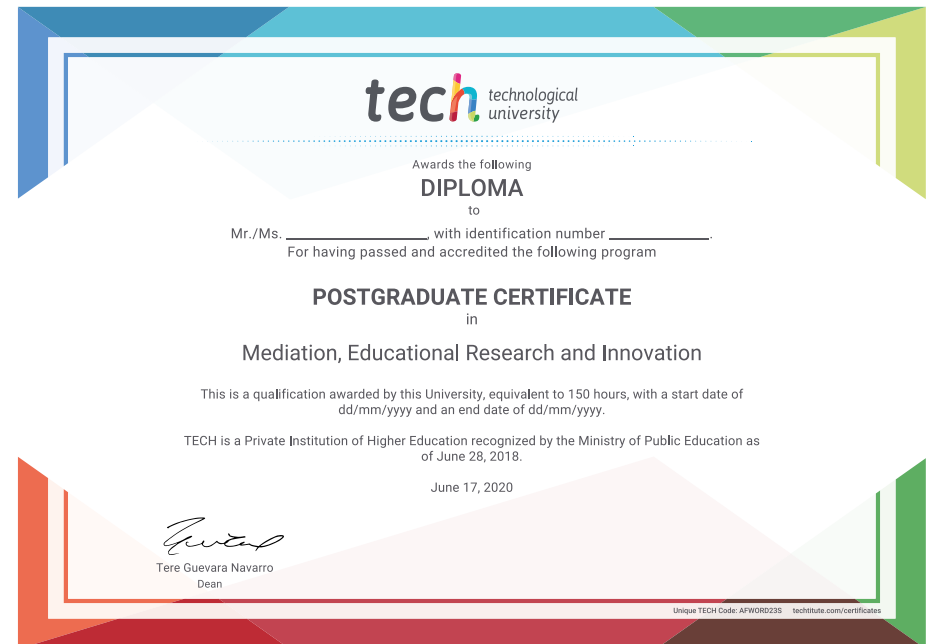 tech technological
university
Awards the following
DIPLOMA
to
Mr./Ms. ____________________, with identification number ______________.
For having passed and accredited the following program
POSTGRADUATE CERTIFICATE
in
Mediation, Educational Research and Innovation
This is a qualification awarded by this University, equivalent to 150 hours, with a start date of
dd/mm/yyyy and an end date of dd/mm/yyyy.
TECH is a Private Institution of Higher Education recognized by the Ministry of Public Education as
of June 28, 2018.
June 17, 2020
Tere Guevara Navarro
Dean
Unique TECH Code: AFWORD23S techtitute.com/certificates